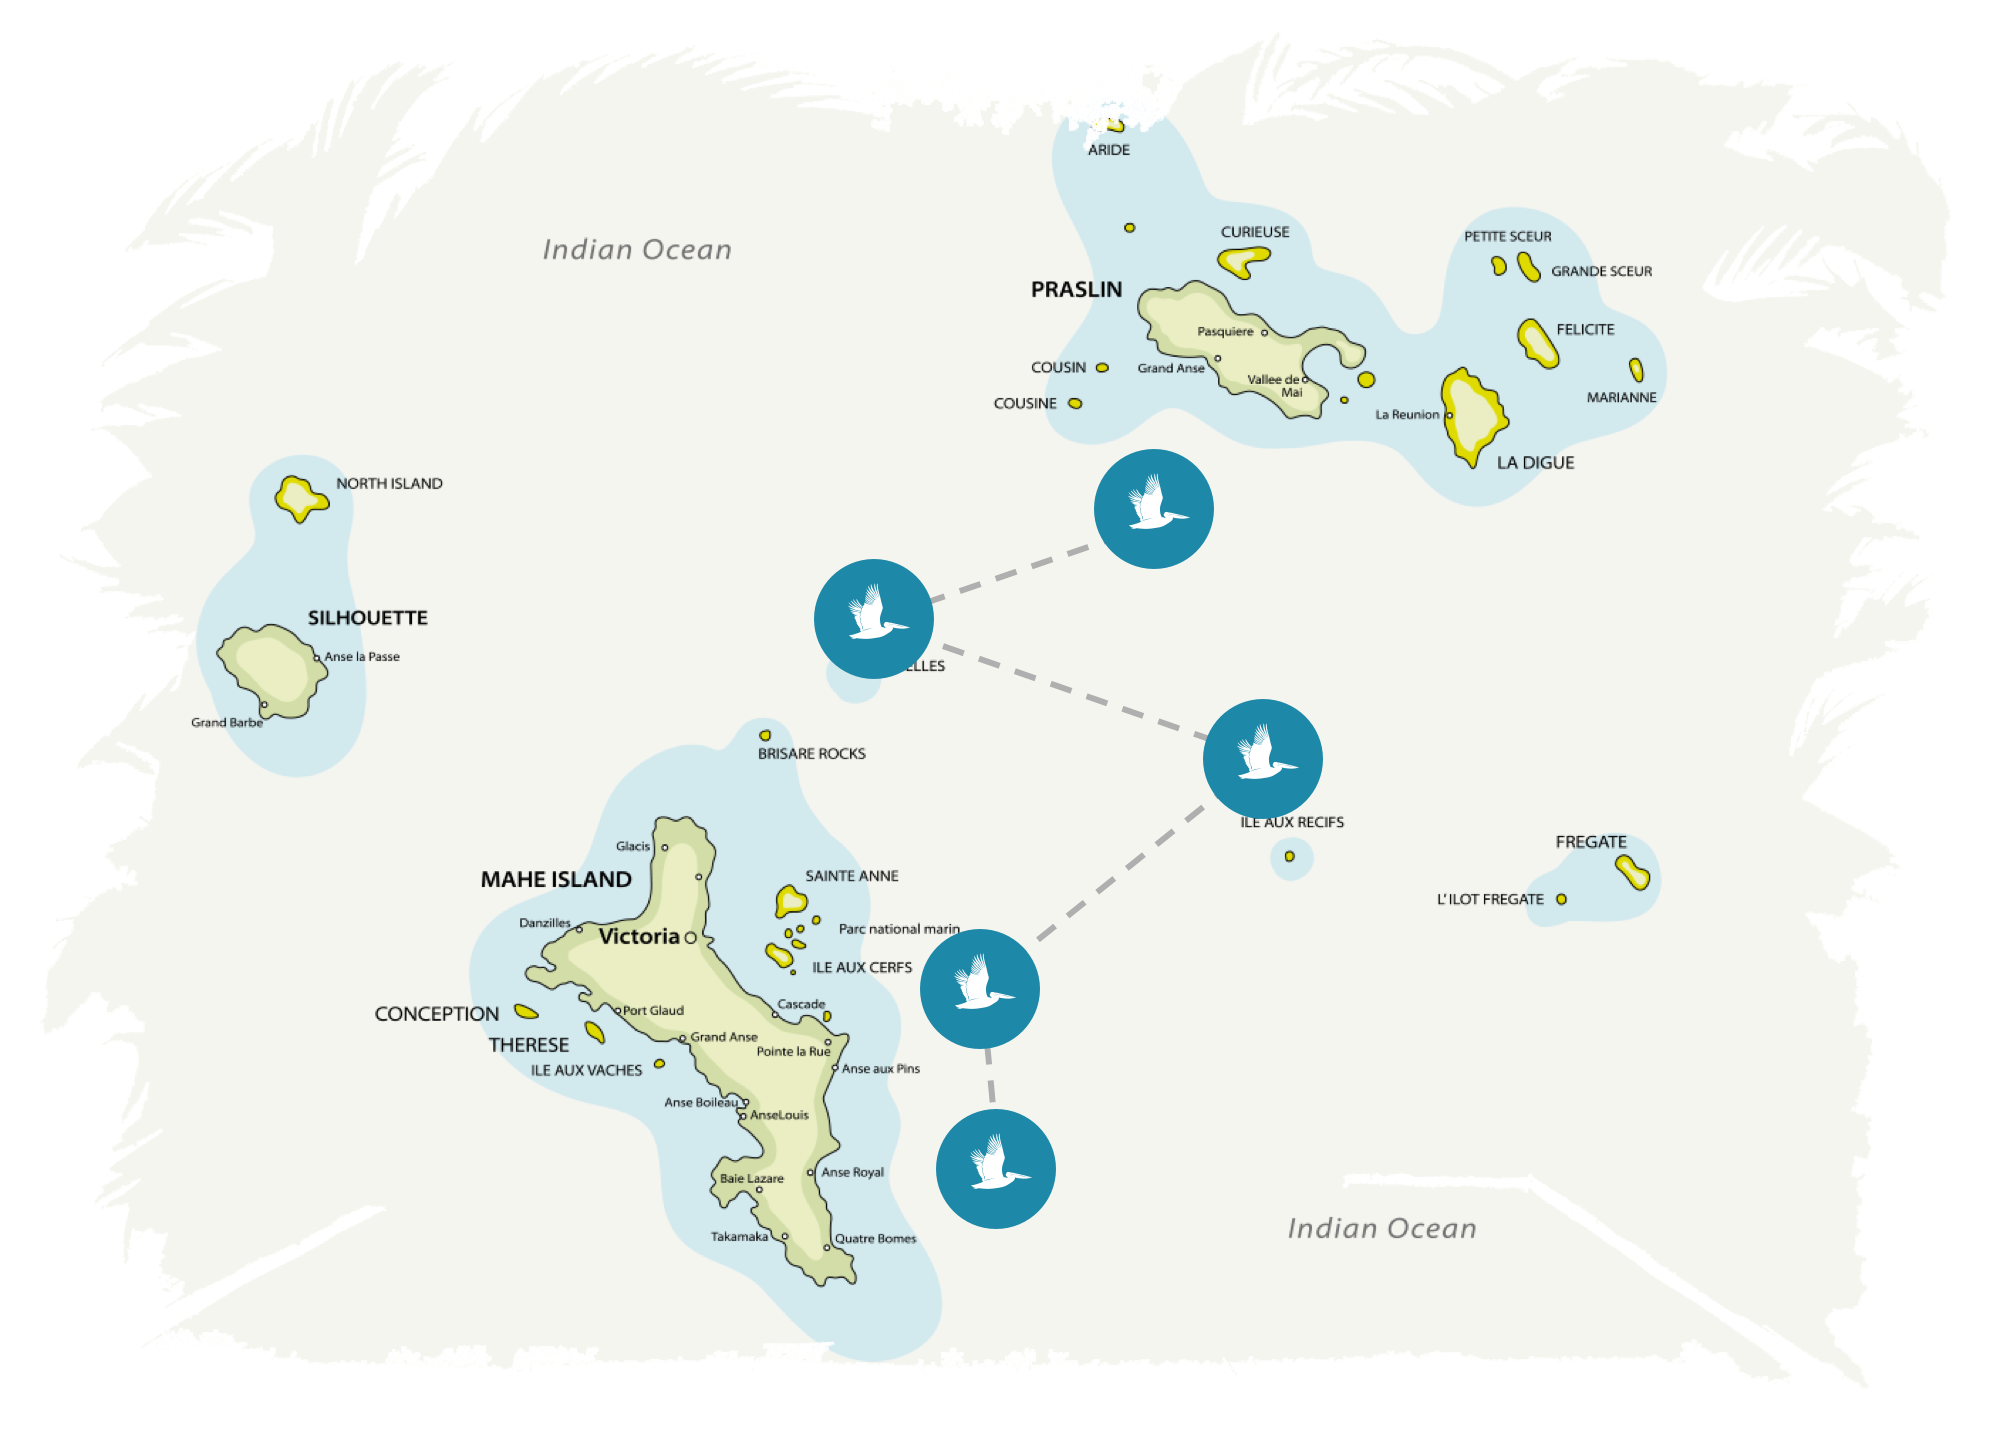 ARIDE
Indian Ocean
CURIEUSE
PETITE SCEUR
GRANDE SCEUR
PRASLIN
Pasquiere
FELICITE
COUSIN
Grand Anse
Vallee de
Mai
MARIANNE
COUSINE
La Reunion
LA DIGUE
NORTH ISLAND
SILHOUETTE
Anse la Passe
ELLES
Grand Barbe
BRISARE ROCKS
ILE AUX RECIFS
Glacis
FREGATE
MAHE ISLAND
SAINTE ANNE
L'ILOT FREGATE
Danzilles
Parc national marin
Victoria
ILE AUX CERFS
Cascade
CONCEPTION
Port Glaud
THERESE
Grand Anse
Pointe la Rue
ILE AUX VACHES
Anse aux Pins
Anse Boileau
AnseLouis
Anse Royal
Baie Lazare
Indian Ocean
Takamaka
Quatre Bomes